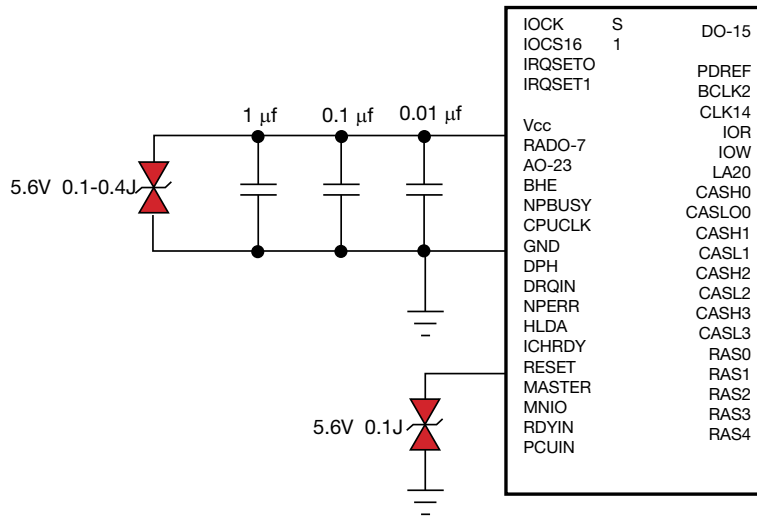 IOCK S
IOCS16 1
IRQSETO
IRQSET1
Vcc
RADO-7
AO-23
BHE
NPBUSY
CPUCLK
GND
DPH
DRQIN
NPERR
HLDA
ICHRDY
RESET
MASTER
MNIO
RDYIN
PCUIN
DO-15
PDREF
BCLK2
CLK14
IOR
IOW
LA20
CASH0
CASLO0
CASH1
CASL1
CASH2
CASL2
CASH3
CASL3
RAS0
RAS1
RAS2
RAS3
RAS4
1 μf 0.1 μf 0.01 μf
5.6V 0.1-0.4J
5.6V 0.1J